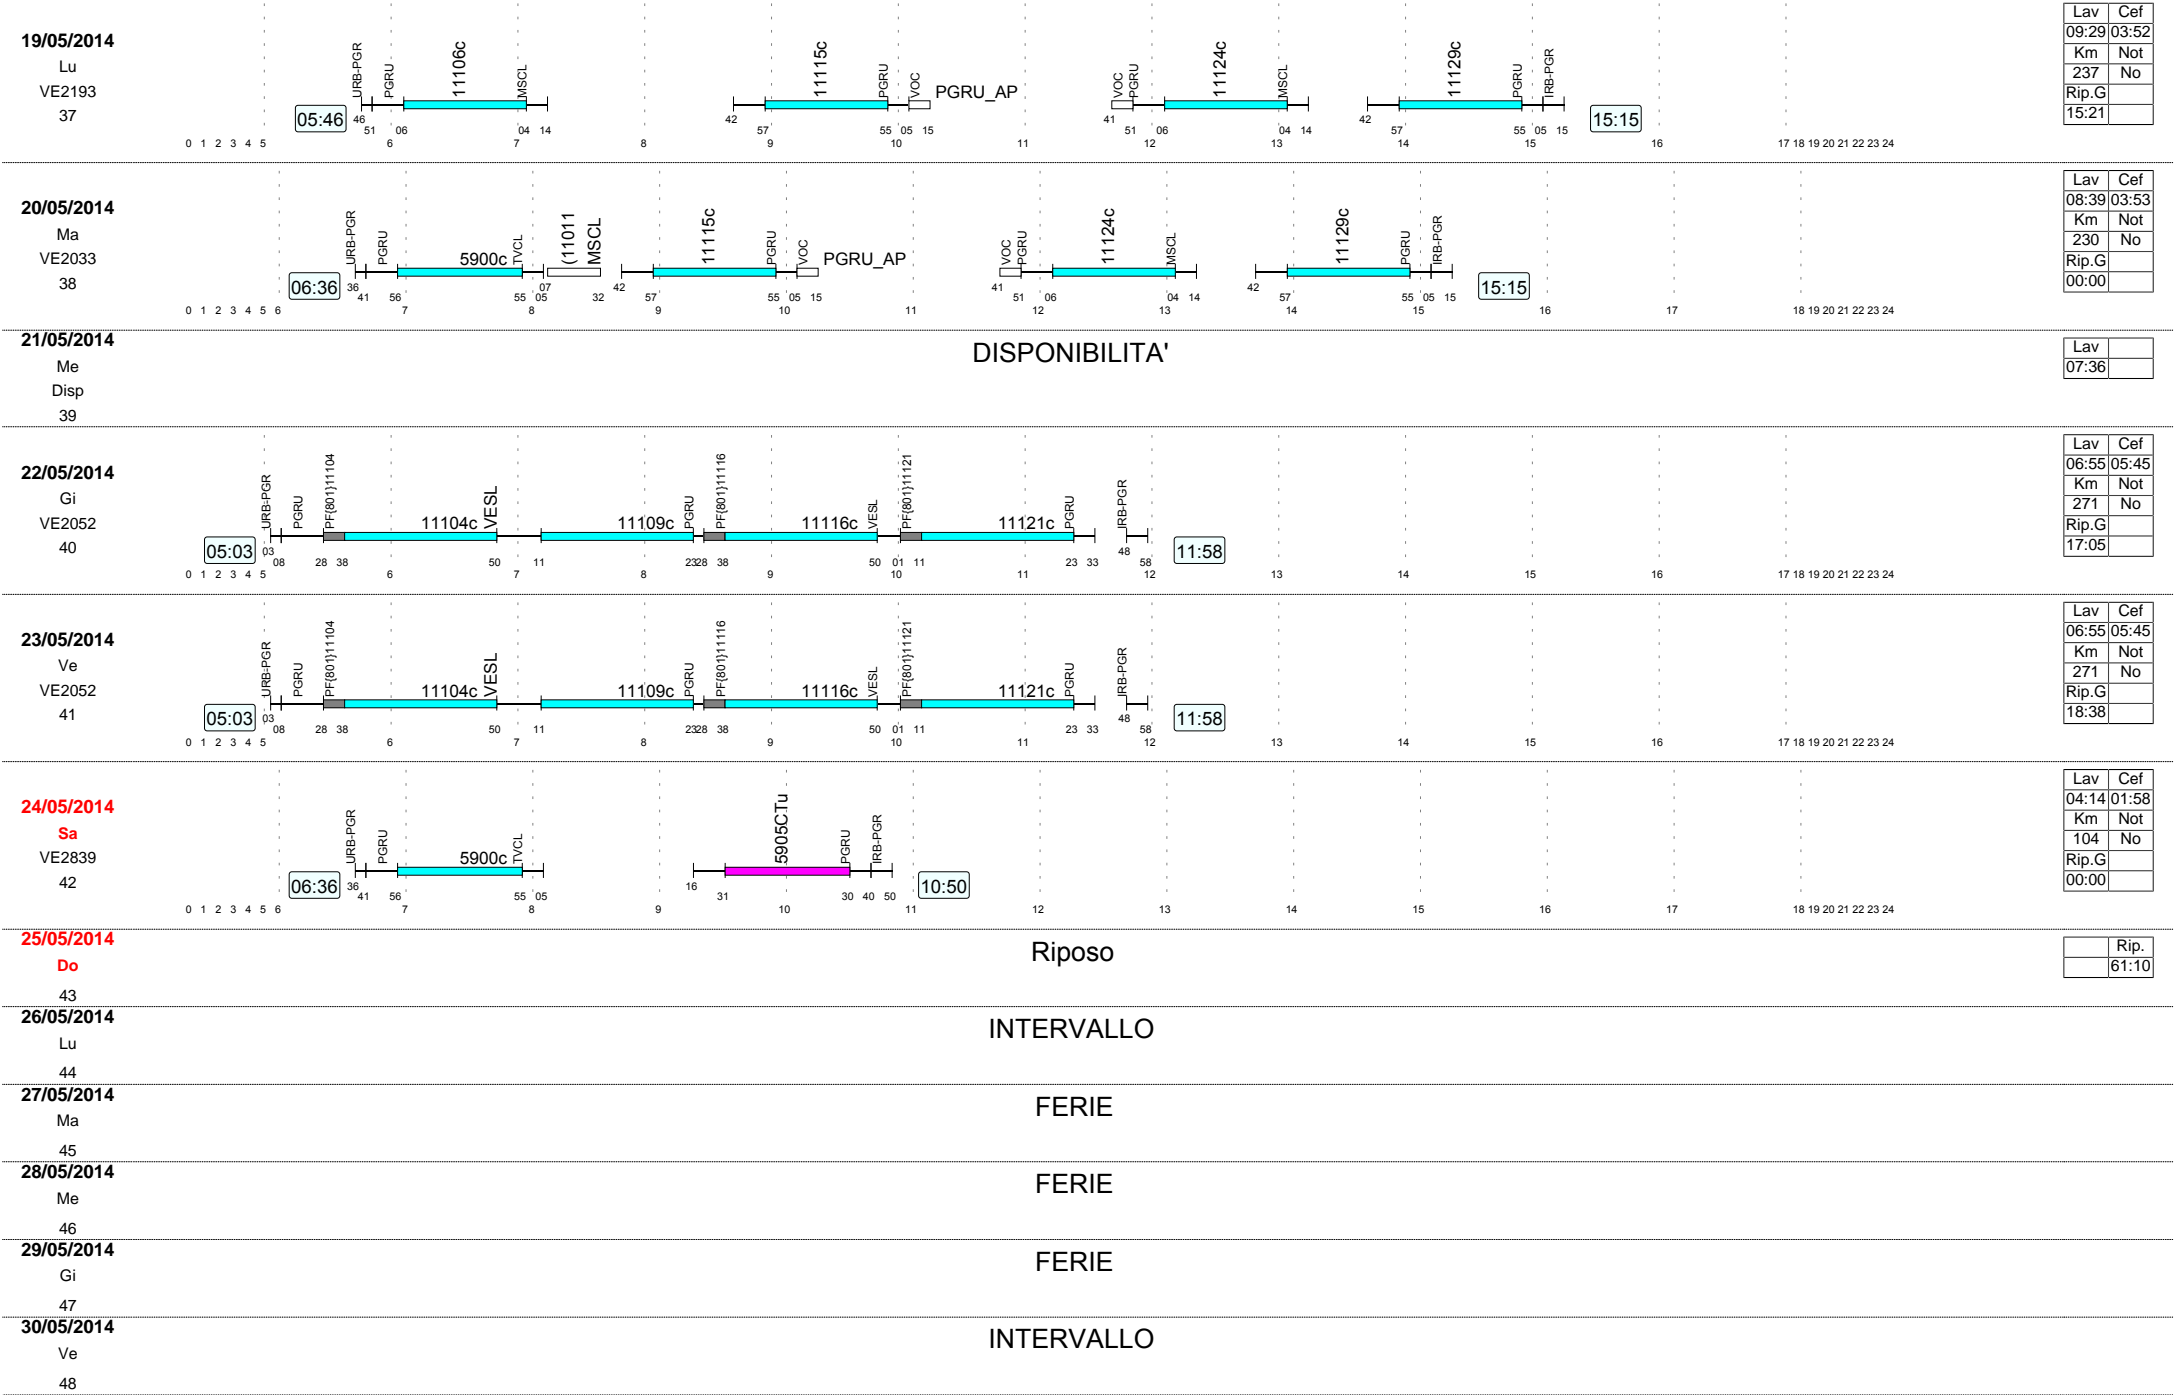 19/05/2014
Lu
VE2193
37
05:46
URB-PGR PGRU 11106c MSCL 11115c PGRU VOC PGRU_AP VOC PGRU 11124c MSCL 11129c PGRU IRB-PGR
46 51 06 04 14 42 57 55 05 15 41 51 06 04 14 42 57 55 05 15
15:15
0 1 2 3 4 5 6 7 8 9 10 11 12 13 14 15 16 17 18 19 20 21 22 23 24
Lav Cef
09:29 03:52
Km Not
237 No
Rip.G
15:21
20/05/2014
Ma
VE2033
38
06:36
URB-PGR PGRU 5900c TVCL (11011 MSCL 11115c PGRU VOC PGRU_AP VOC PGRU 11124c MSCL 11129c PGRU IRB-PGR
36 41 56 55 05 07 32 42 57 55 05 15 41 51 06 04 14 42 57 55 05 15
15:15
0 1 2 3 4 5 6 7 8 9 10 11 12 13 14 15 16 17 18 19 20 21 22 23 24
Lav Cef
08:39 03:53
Km Not
230 No
Rip.G
00:00
21/05/2014
Me
Disp
39
DISPONIBILITA'
Lav
07:36
22/05/2014
Gi
VE2052
40
05:03
URB-PGR PGRU PF{801}11104 11104c VESL 11109c PGRU PF{801}11116 11116c VESL PF{801}11121 11121c PGRU IRB-PGR
03 08 28 38 50 11 23 28 38 50 01 11 23 33 48 58
11:58
0 1 2 3 4 5 6 7 8 9 10 11 12 13 14 15 16 17 18 19 20 21 22 23 24
Lav Cef
06:55 05:45
Km Not
271 No
Rip.G
17:05
23/05/2014
Ve
VE2052
41
05:03
URB-PGR PGRU PF{801}11104 11104c VESL 11109c PGRU PF{801}11116 11116c VESL PF{801}11121 11121c PGRU IRB-PGR
03 08 28 38 50 11 23 28 38 50 01 11 23 33 48 58
11:58
0 1 2 3 4 5 6 7 8 9 10 11 12 13 14 15 16 17 18 19 20 21 22 23 24
Lav Cef
06:55 05:45
Km Not
271 No
Rip.G
18:38
24/05/2014
Sa
VE2839
42
06:36
URB-PGR PGRU 5900c TVCL 5905CTu PGRU IRB-PGR
36 41 56 55 05 16 31 30 40 50
10:50
0 1 2 3 4 5 6 7 8 9 10 11 12 13 14 15 16 17 18 19 20 21 22 23 24
Lav Cef
04:14 01:58
Km Not
104 No
Rip.G
00:00
25/05/2014
Do
43
Riposo
Rip.
61:10
26/05/2014
Lu
44
INTERVALLO
27/05/2014
Ma
45
FERIE
28/05/2014
Me
46
FERIE
29/05/2014
Gi
47
FERIE
30/05/2014
Ve
48
INTERVALLO